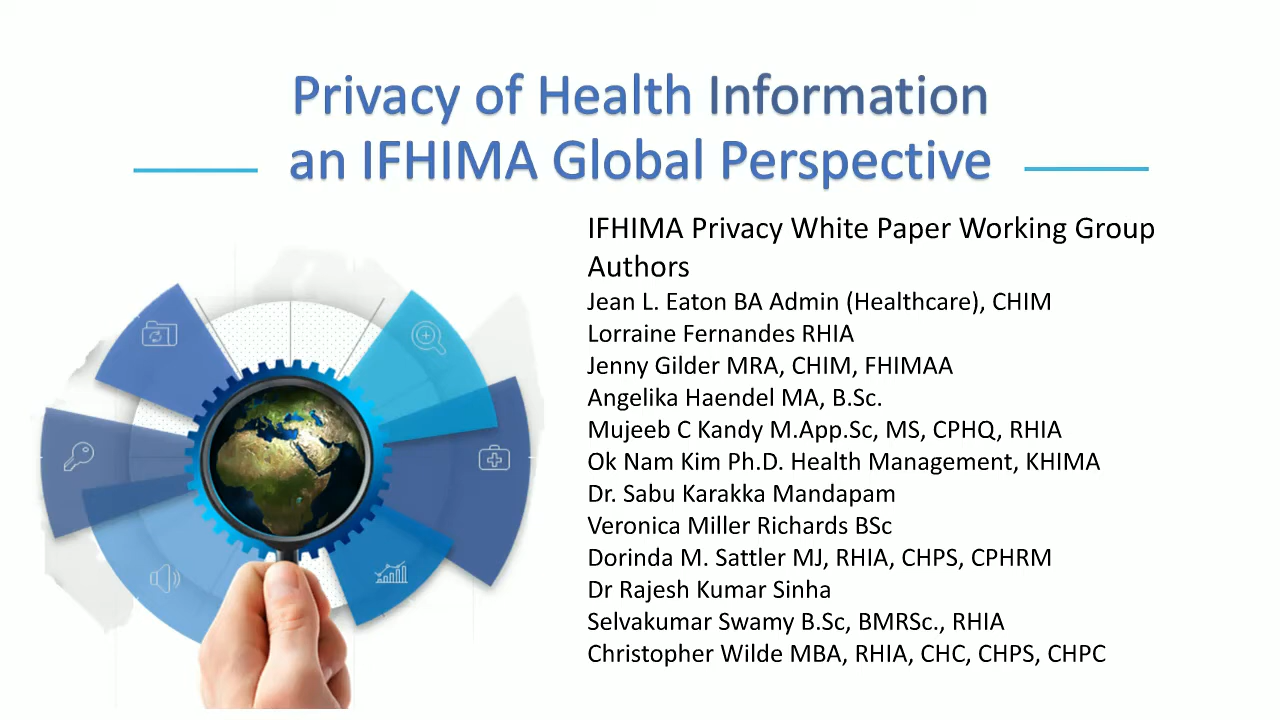 Privacy of Health Information
an IFHIMA Global Perspective
IFHIMA Privacy White Paper Working Group
Authors
Jean L. Eaton BA Admin (Healthcare), CHIM
Lorraine Fernandes RHIA
Jenny Gilder MRA, CHIM, FHIMAA
Angelika Haendel MA, B.Sc.
Mujeeb C Kandy M.App.Sc, MS, CPHQ, RHIA
Ok Nam Kim Ph.D. Health Management, KHIMA
Dr. Sabu Karakka Mandapam
Veronica Miller Richards BSc
Dorinda M. Sattler MJ, RHIA, CHPS, CPHRM
Dr Rajesh Kumar Sinha
Selvakumar Swamy B.Sc, BMRSc., RHIA
Christopher Wilde MBA, RHIA, CHC, CHPS, CHPC